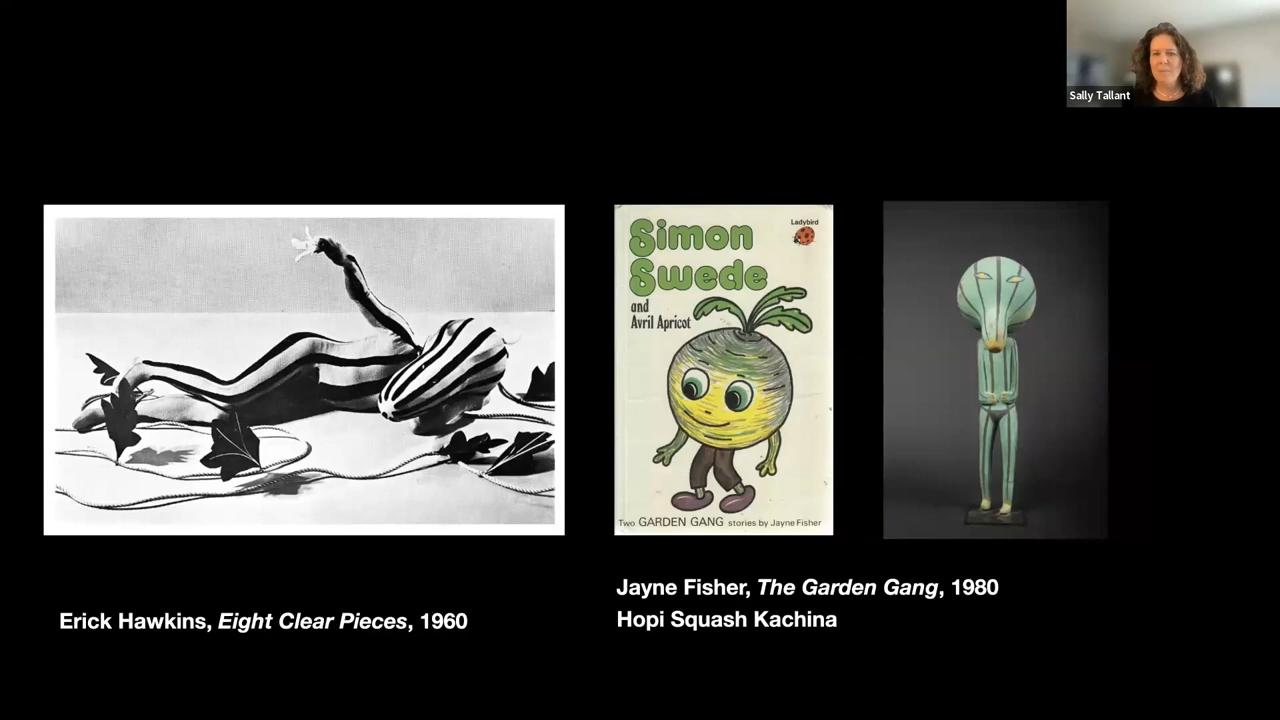 Sally Tallant
Simon
Swede
and
Avril Apricot
Ladybird
Two GARDEN GANG stories by Jayne Fisher
Erick Hawkins, Eight Clear Pieces, 1960
Jayne Fisher, The Garden Gang, 1980
Hopi Squash Kachina